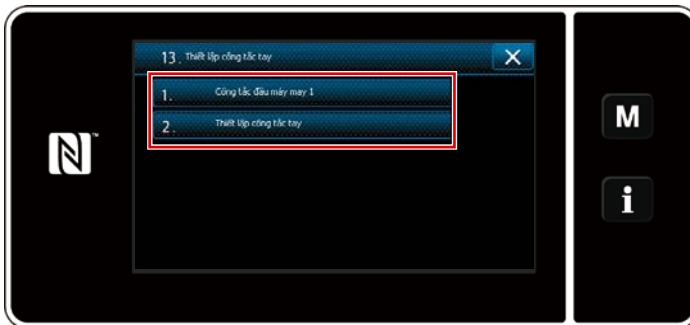 13. Thiết lập công tắc tay
1. Công tắc đầu máy may 1
2. Thiết lập công tắc tay
N
M
i